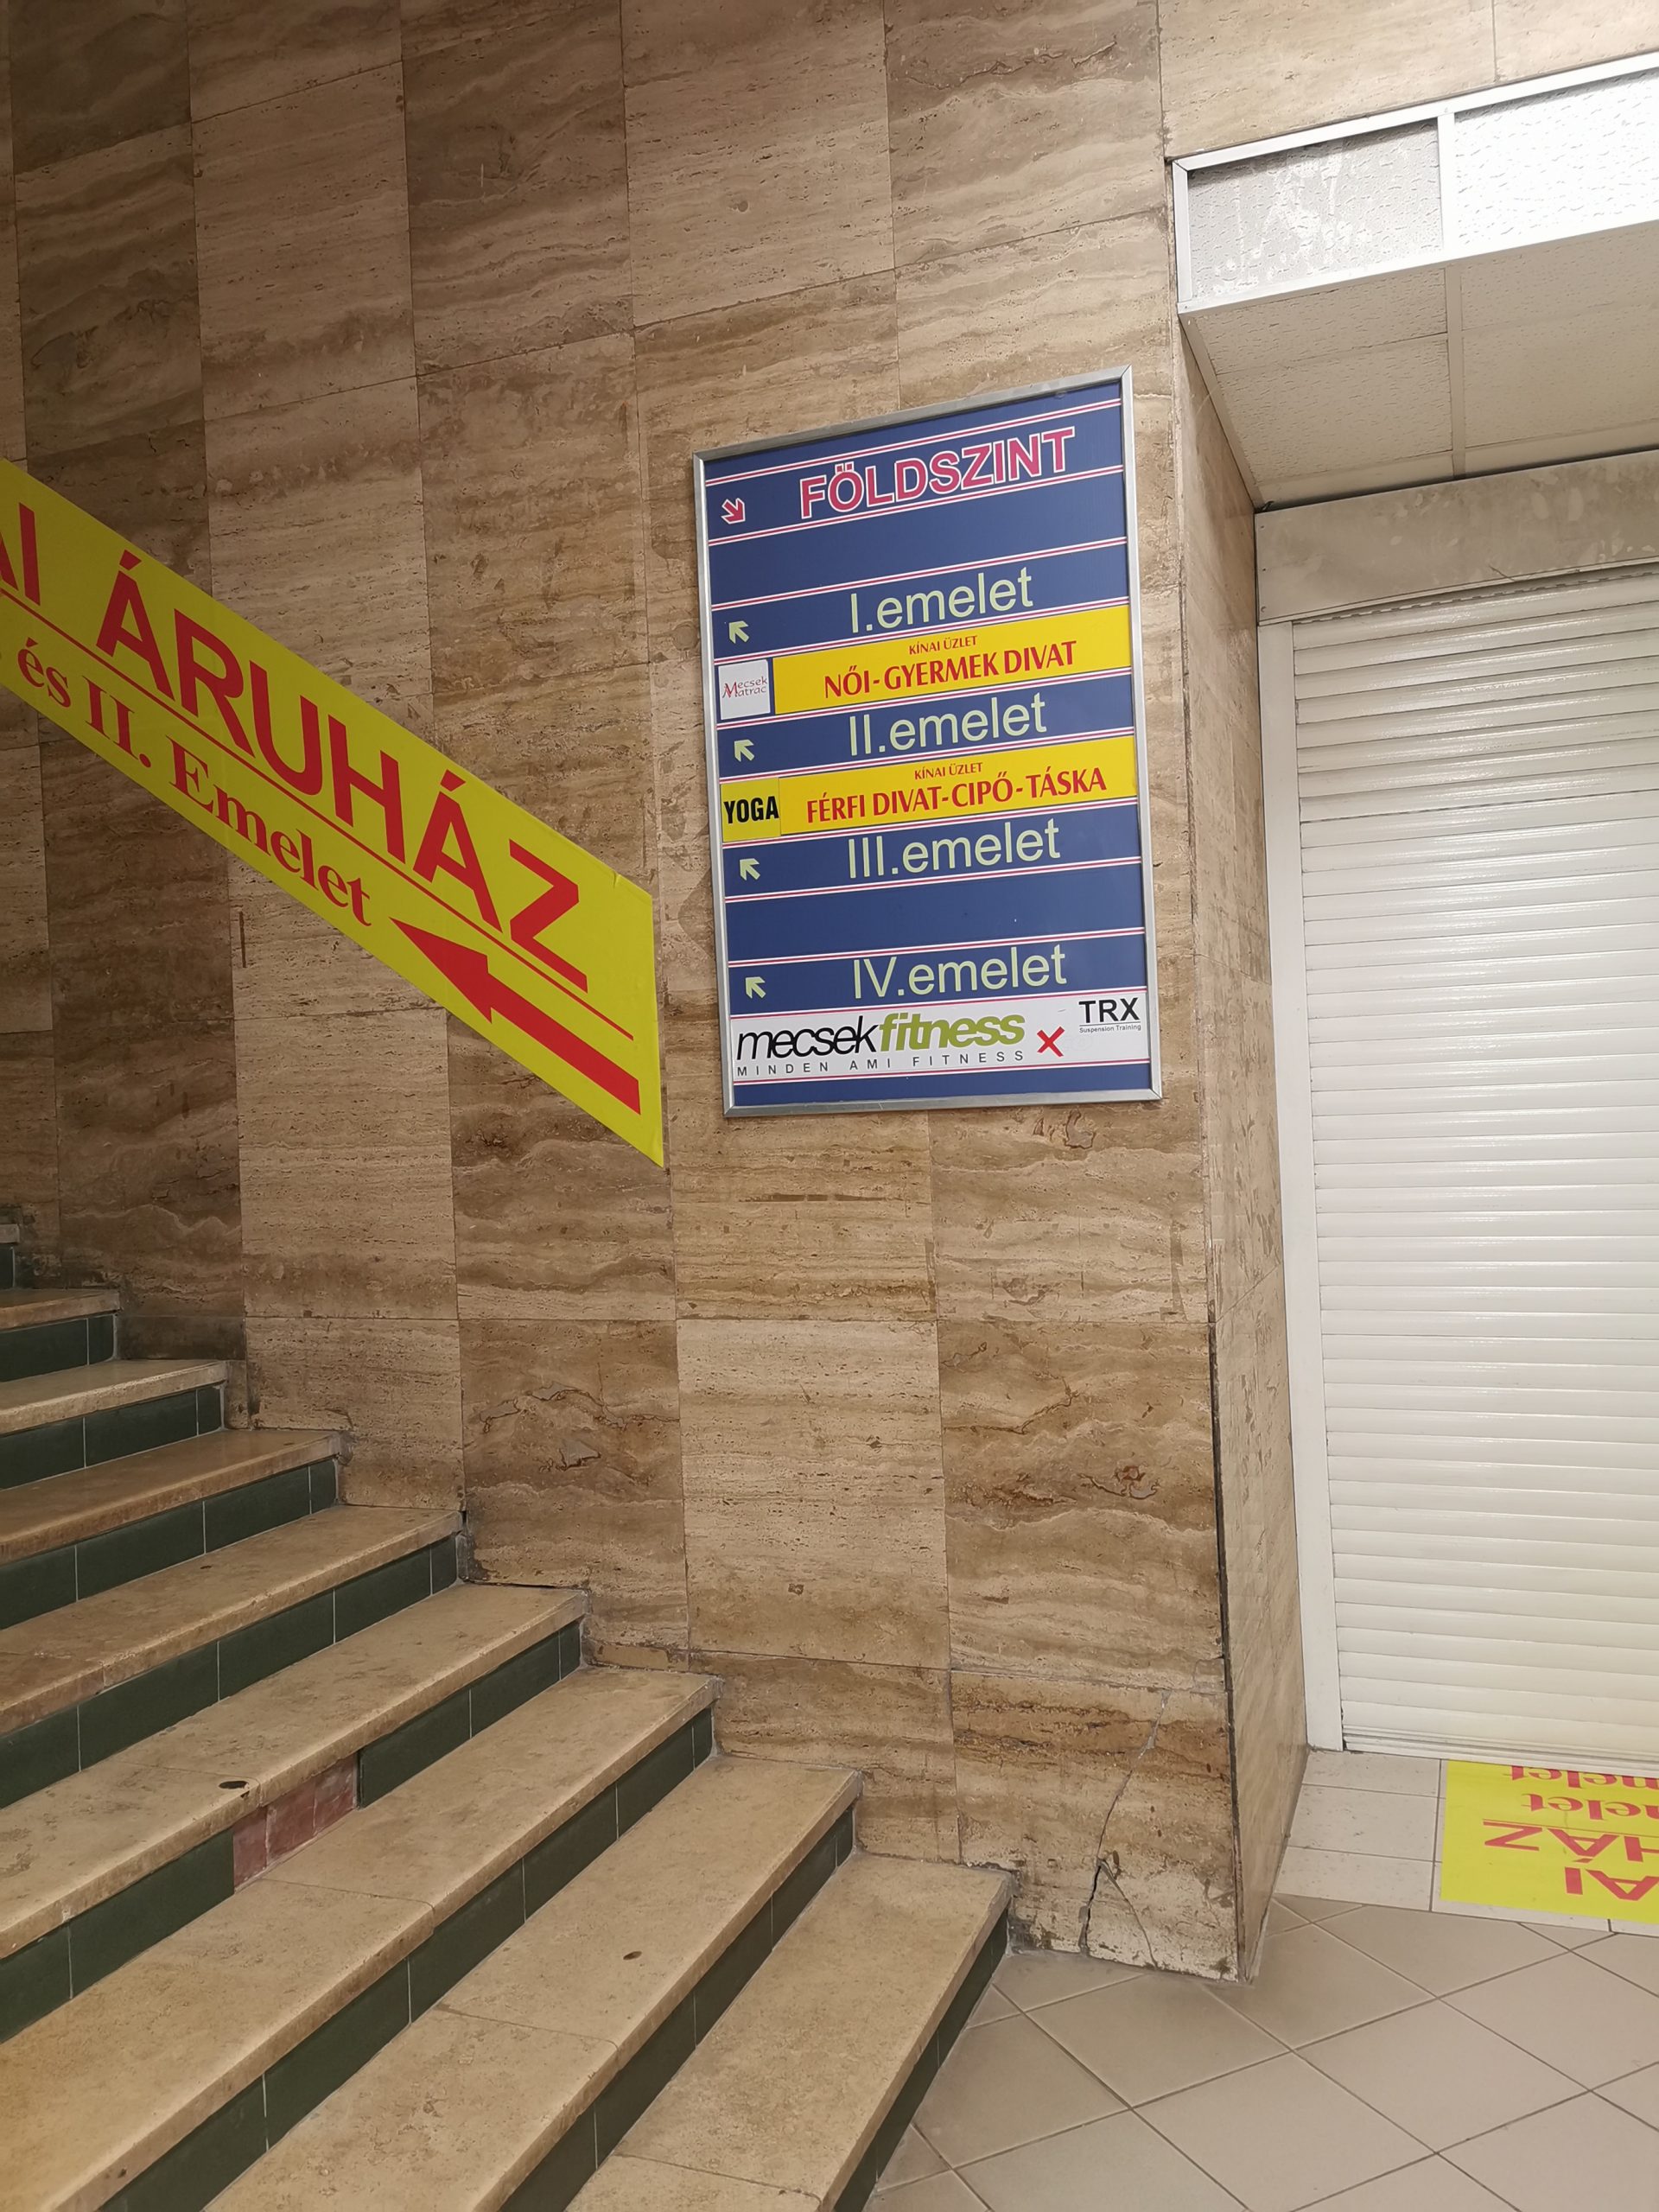 ÁRUHÁZ
és II. Emelet
FÖLDSZINT
I.emelet
Mecsek
Matrac
KÍNAI ÜZLET
NŐI-GYERMEK DIVAT
II.emelet
YOGA
KÍNAI ÜZLET
FÉRFI DIVAT-CIPŐ-TÁSKA
III.emelet
IV.emelet
mecsekfitness
MINDEN AMI FITNESS
TRX
Suspension Training